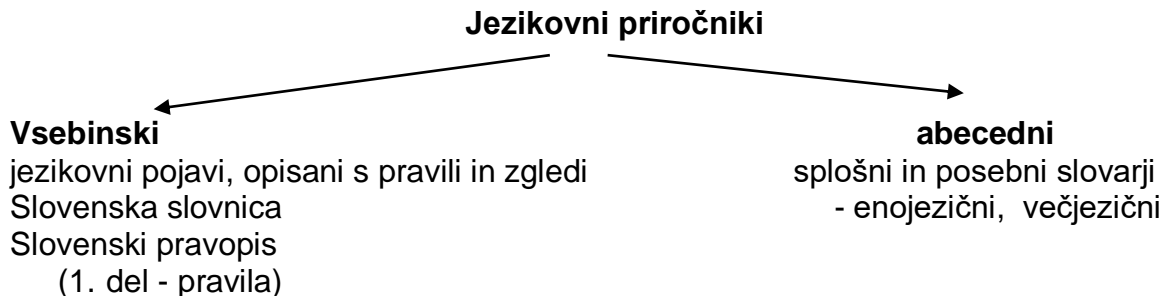 Jezikovni priročniki
Vsebinski
jezikovni pojavi, opisani s pravili in zgledi
Slovenska slovnica
Slovenski pravopis
(1. del - pravila)
abecedni
splošni in posebni slovarji
- enojezični, večjezični